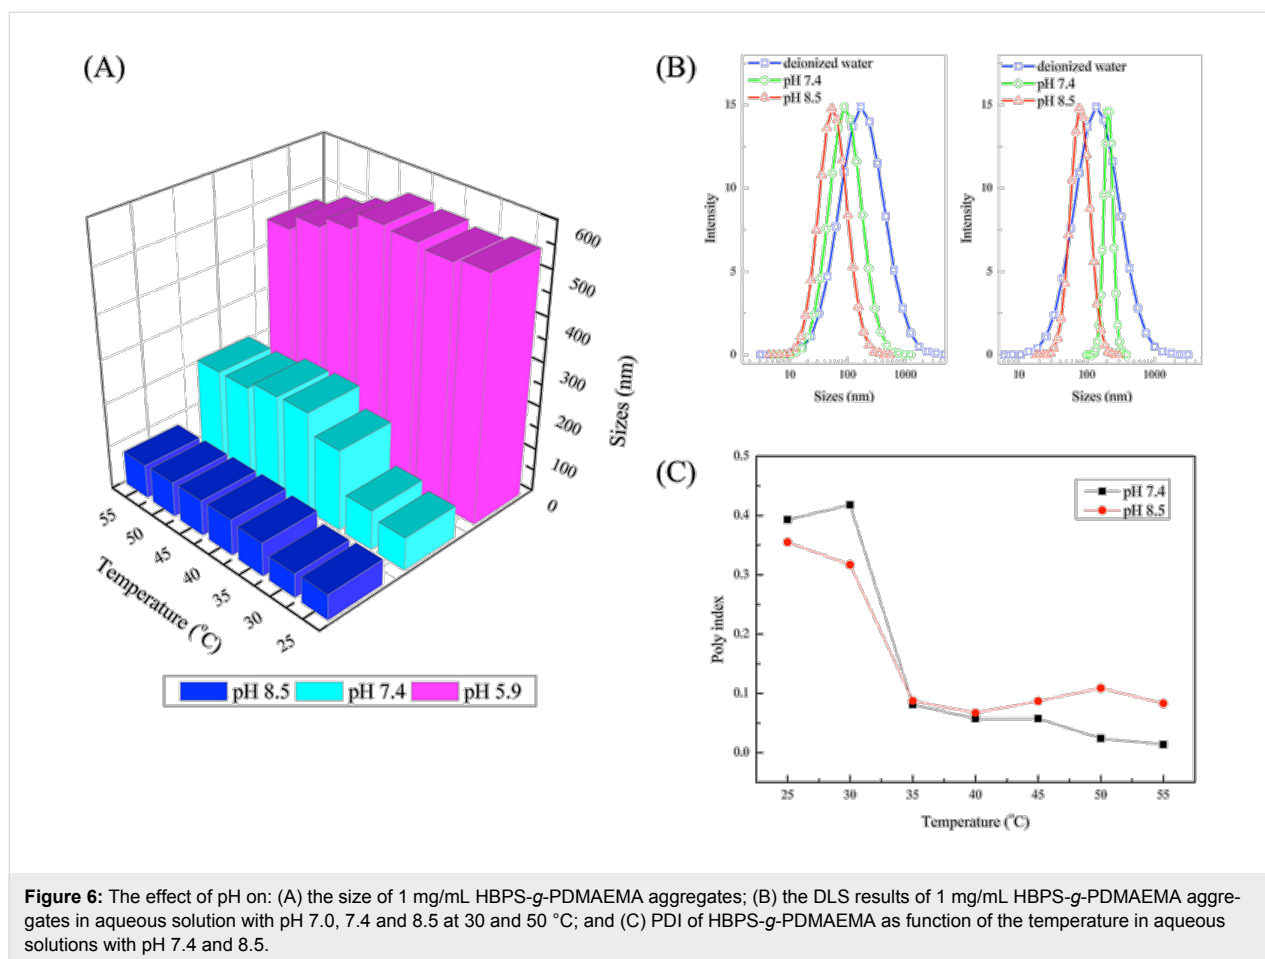 (A)
600
500
400
300
200
100
0
Sizes (nm)
55
50
45
40
35
30
25
Temperature (°C)
pH 8.5 pH 7.4 pH 5.9
(B)
deionized water
pH 7.4
pH 8.5
15
10
5
0
Intensity
10 100 1000
Sizes (nm)
deionized water
pH 7.4
pH 8.5
15
10
5
0
Intensity
10 100 1000
Sizes (nm)
(C)
0.5
0.4
0.3
0.2
0.1
0.0
Poly index
pH 7.4
pH 8.5
25 30 35 40 45 50 55
Temperature (°C)
Figure 6: The effect of pH on: (A) the size of 1 mg/mL HBPS-g-PDMAEMA aggregates; (B) the DLS results of 1 mg/mL HBPS-g-PDMAEMA aggre-
gates in aqueous solution with pH 7.0, 7.4 and 8.5 at 30 and 50 °C; and (C) PDI of HBPS-g-PDMAEMA as function of the temperature in aqueous
solutions with pH 7.4 and 8.5.